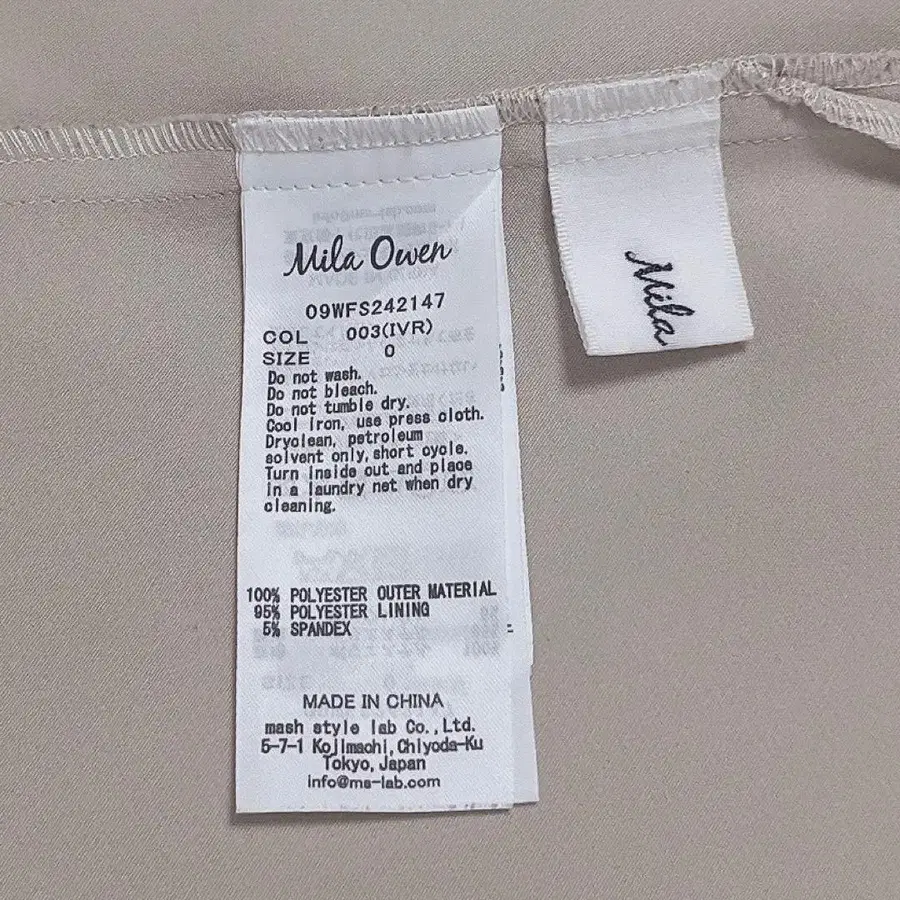 Mila Owen
09WFS242147
COL 003(IVR)
SIZE 0
Do not wash.
Do not bleach.
Do not tumble dry.
Cool iron, use press cloth.
Dryclean, petroleum
solvent only, short cycle.
Turn inside out and place
in a laundry net when dry
cleaning.
100% POLYESTER OUTER MATERIAL
95% POLYESTER LINING
5% SPANDEX
MADE IN CHINA
mash style lab Co., Ltd.
5-7-1 Kojimachi, Chiyoda-Ku
Tokyo, Japan
info@ms-lab.com
Mila